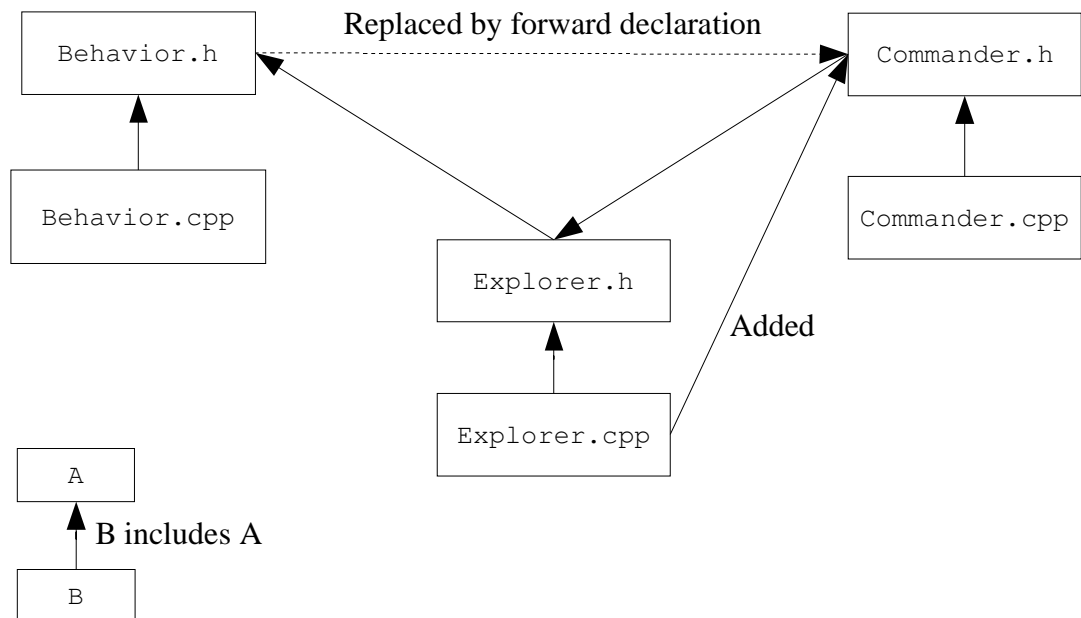 Replaced by forward declaration
Behavior.h
Commander.h
Behavior.cpp
Commander.cpp
Explorer.h
Added
Explorer.cpp
A
B includes A
B